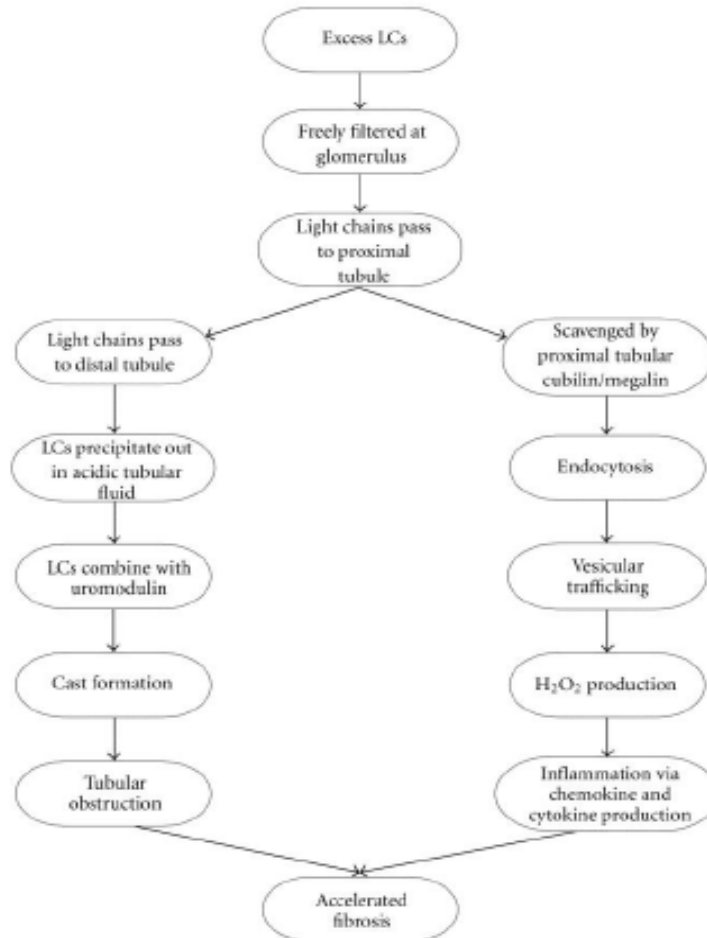 Excess LCs
Freely filtered at
glomerulus
Light chains pass
to proximal
tubule
Light chains pass
to distal tubule
LCs precipitate out
in acidic tubular
fluid
LCs combine with
uromodulin
Cast formation
Tubular
obstruction
Scavenged by
proximal tubular
cubilin/megalin
Endocytosis
Vesicular
trafficking
H₂O₂ production
Inflammation via
chemokine and
cytokine production
Accelerated
fibrosis